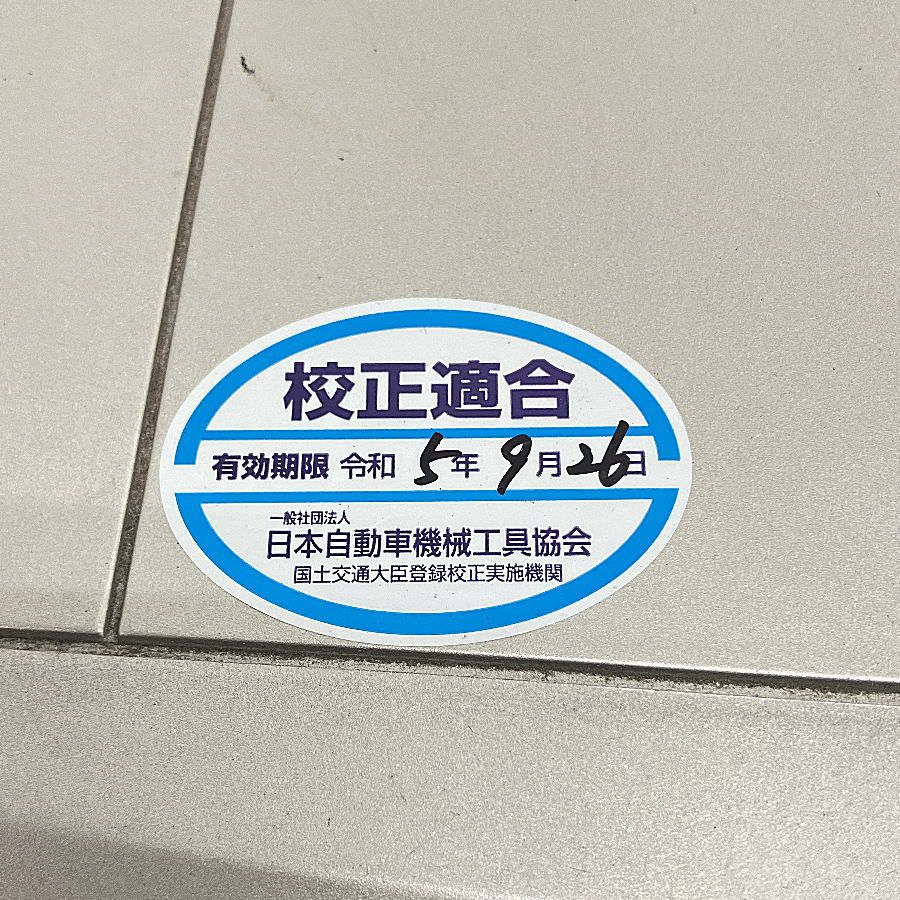 校正適合
有効期限 令和 5年 9月26日
一般社団法人
日本自動車機械工具協会
国土交通大臣登録校正実施機関